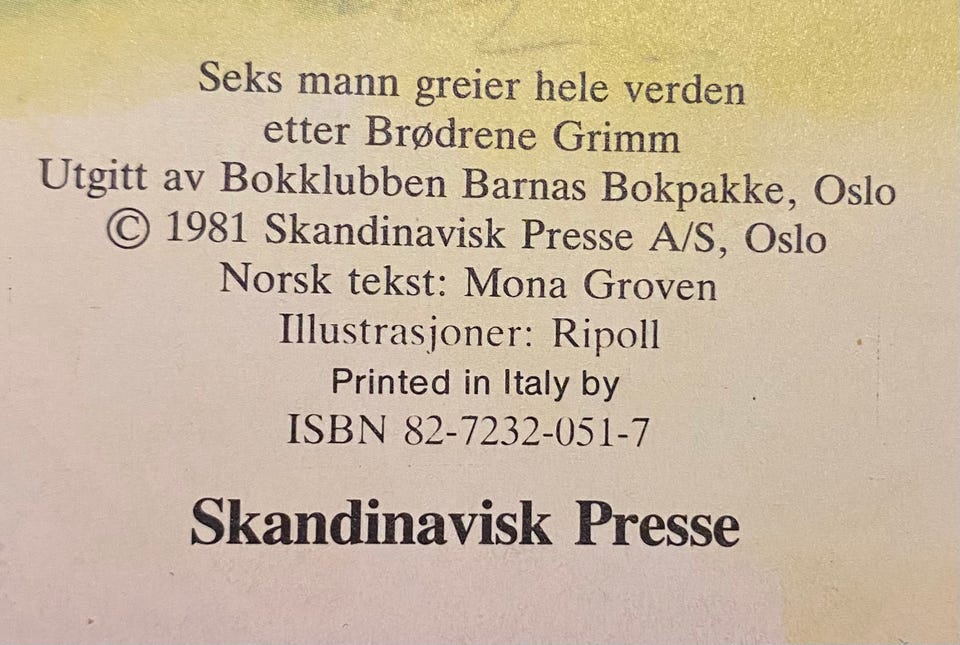 Seks mann greier hele verden
etter Brødrene Grimm
Utgitt av Bokklubben Barnas Bokpakke, Oslo
© 1981 Skandinavisk Presse A/S, Oslo
Norsk tekst: Mona Groven
Illustrasjoner: Ripoll
Printed in Italy by
ISBN 82-7232-051-7
Skandinavisk Presse